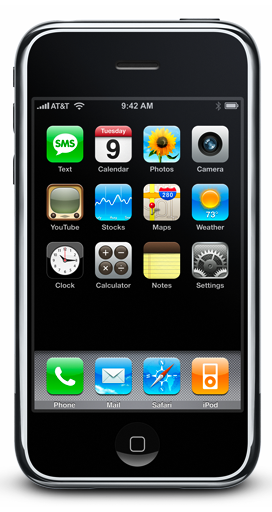 AT&T 9:42 AM
SMS Tuesday 9 280 73°
Text Calendar Photos Camera
YouTube Stocks Maps Weather
Clock Calculator Notes Settings
Phone Mail Safari iPod